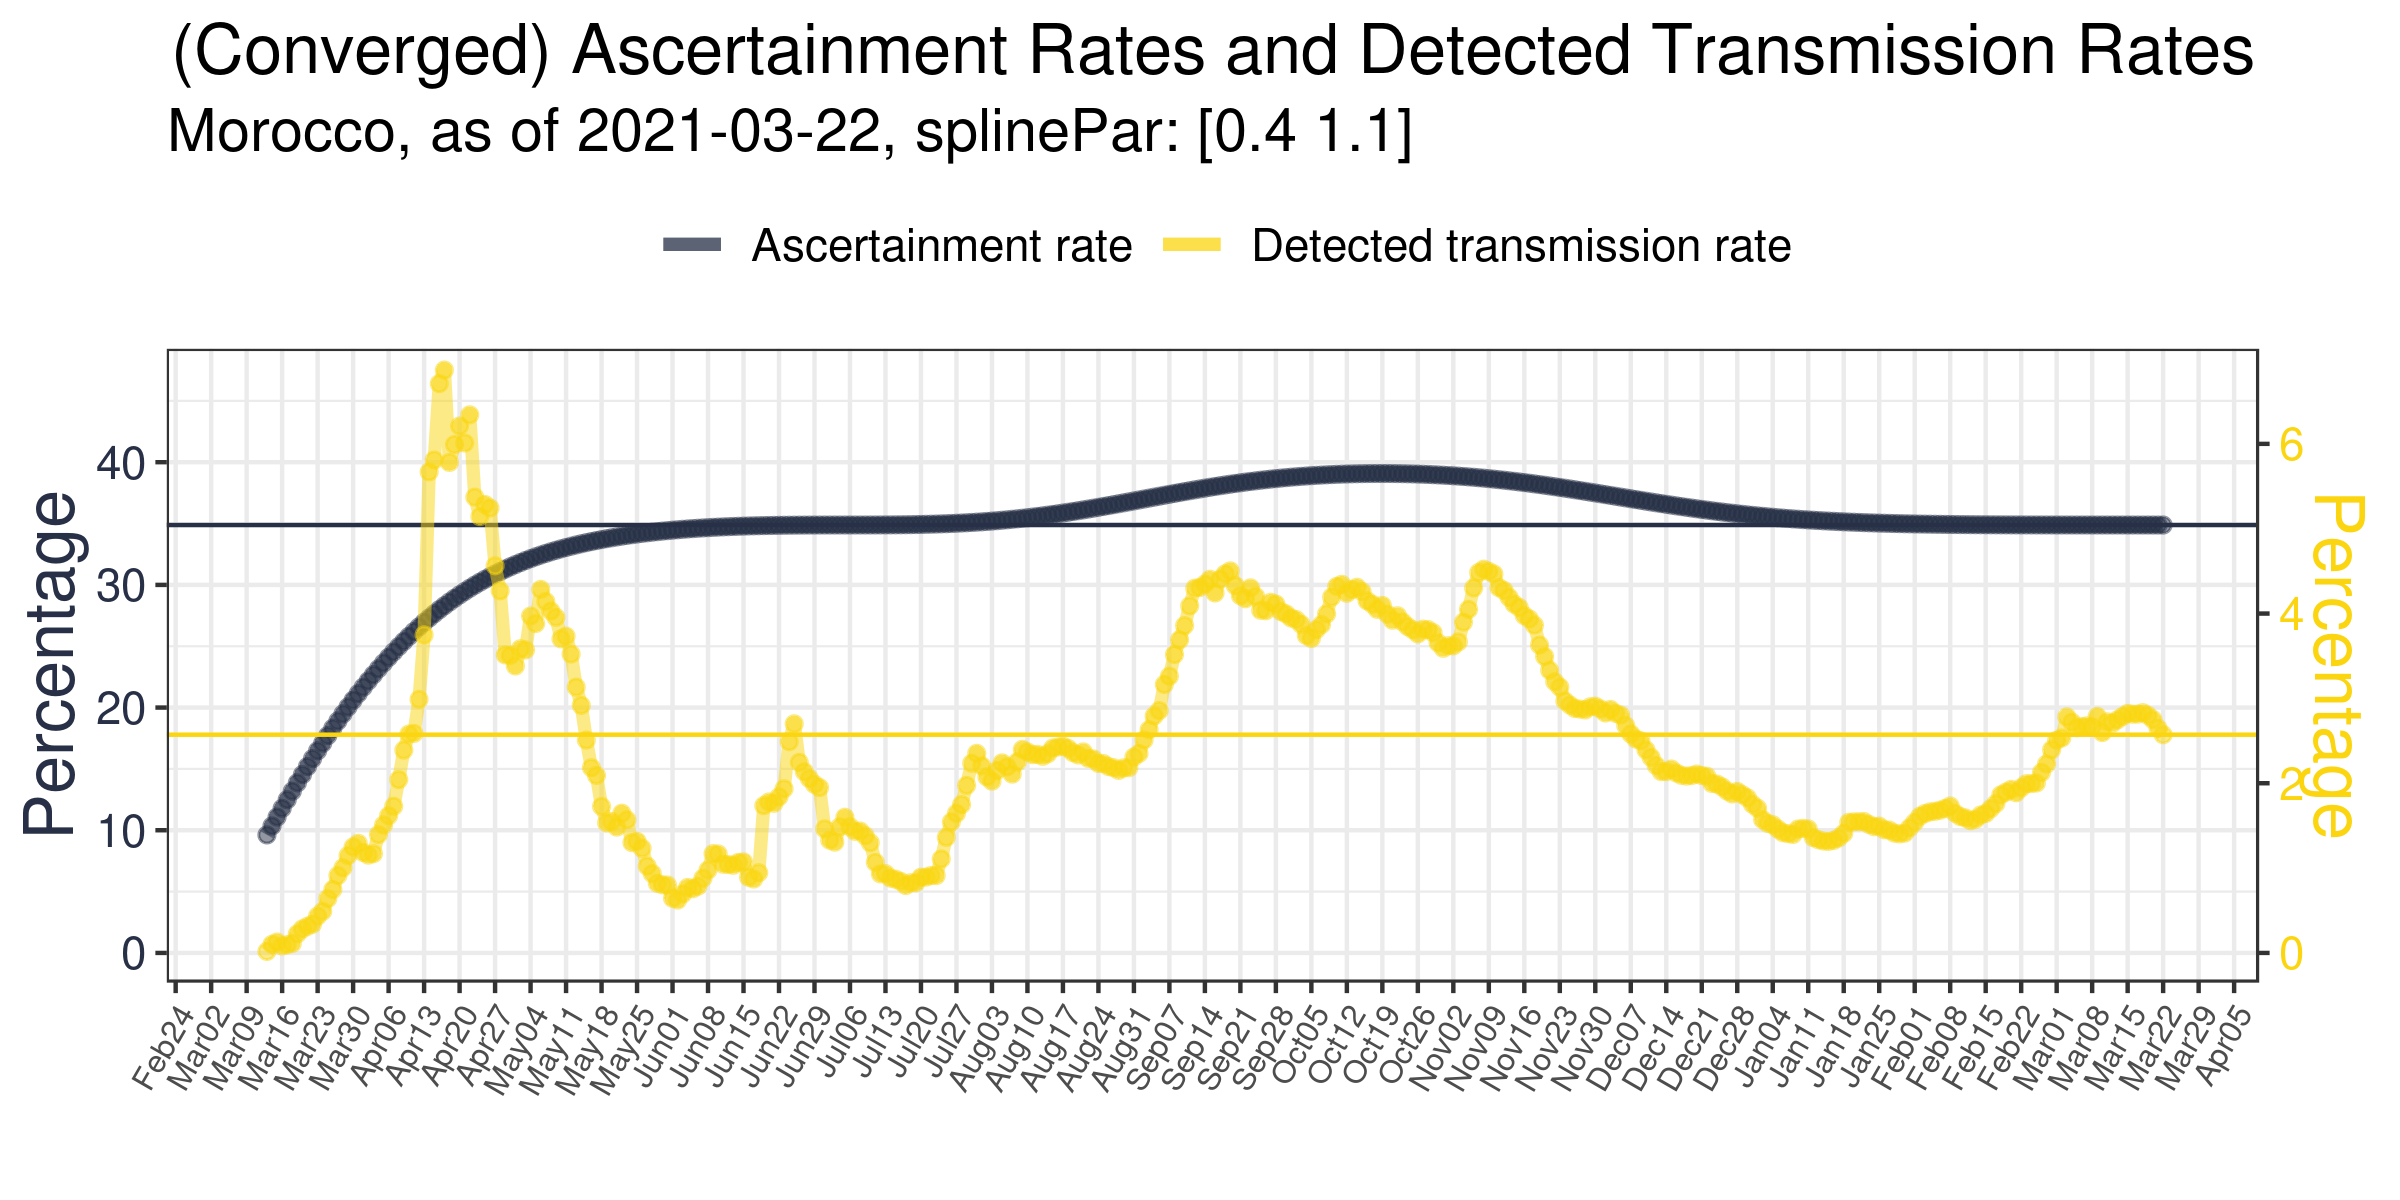 (Converged) Ascertainment Rates and Detected Transmission Rates
Morocco, as of 2021-03-22, splinePar: [0.4 1.1]
Ascertainment rate Detected transmission rate
Percentage
40
30
20
10
0
6
4
2
0
Percentage
Feb24 Mar02 Mar09 Mar16 Mar23 Mar30 Apr06 Apr13 Apr20 Apr27 May04 May11 May18 May25 Jun01 Jun08 Jun15 Jun22 Jun29 Jul06 Jul13 Jul20 Jul27 Aug03 Aug10 Aug17 Aug24 Aug31 Sep07 Sep14 Sep21 Sep28 Oct05 Oct12 Oct19 Oct26 Nov02 Nov09 Nov16 Nov23 Nov30 Dec07 Dec14 Dec21 Dec28 Jan04 Jan11 Jan18 Jan25 Feb01 Feb08 Feb15 Feb22 Mar01 Mar08 Mar15 Mar22 Mar29 Apr05